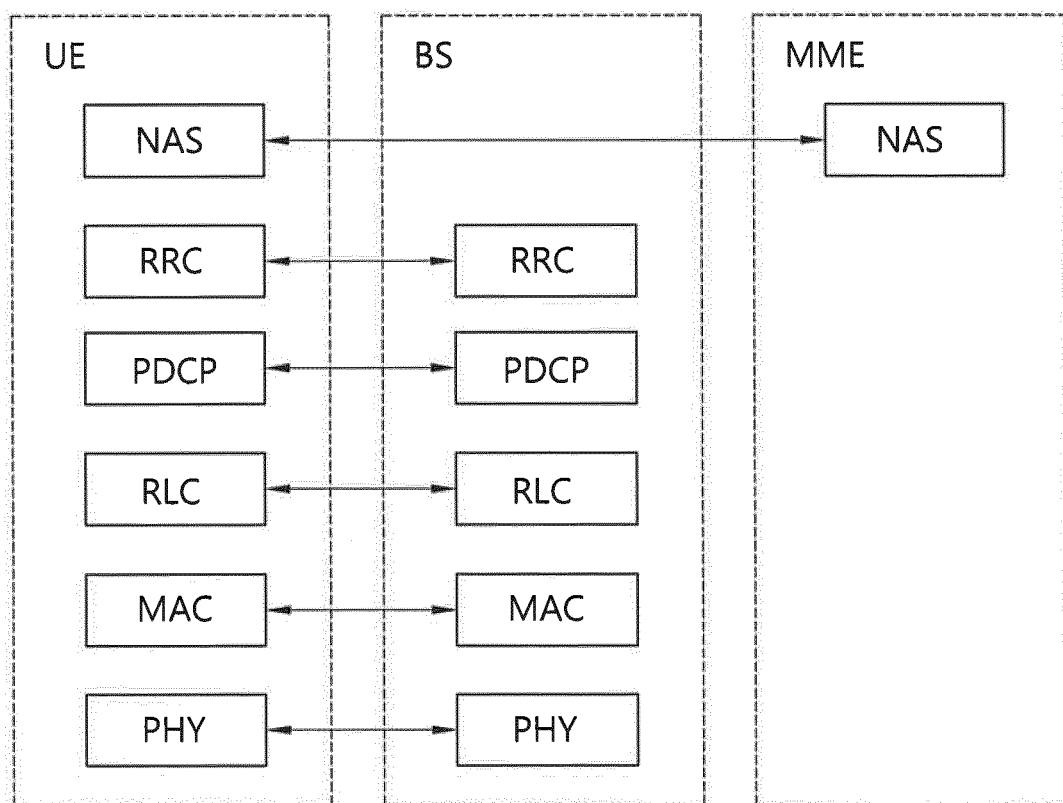 UE BS MME
NAS NAS
RRC RRC
PDCP PDCP
RLC RLC
MAC MAC
PHY PHY